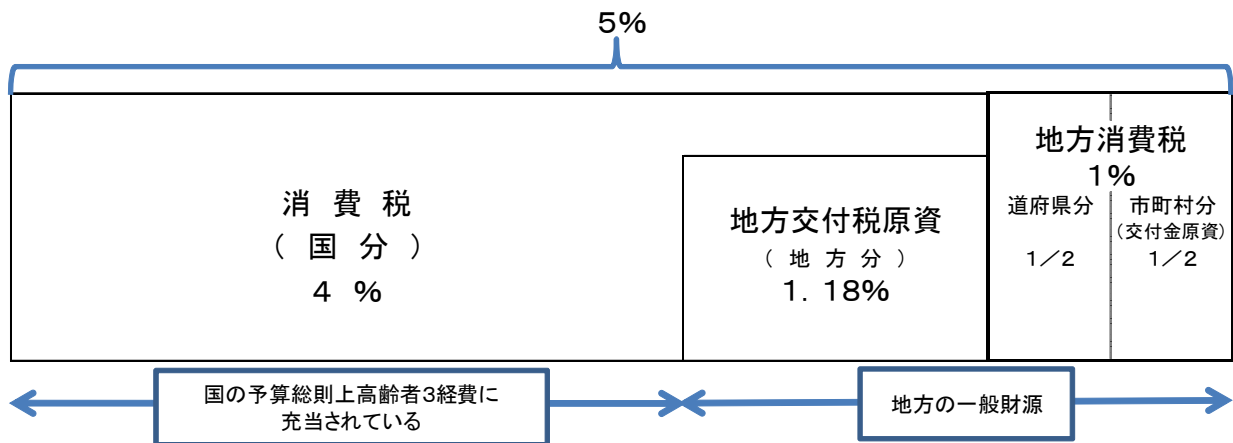 5%
消費税
(国分)
4%
地方交付税原資
(地方分)
1.18%
地方消費税
1%
道府県分
1/2
市町村分
(交付金原資)
1/2
国の予算総則上高齢者3経費に
充当されている
地方の一般財源